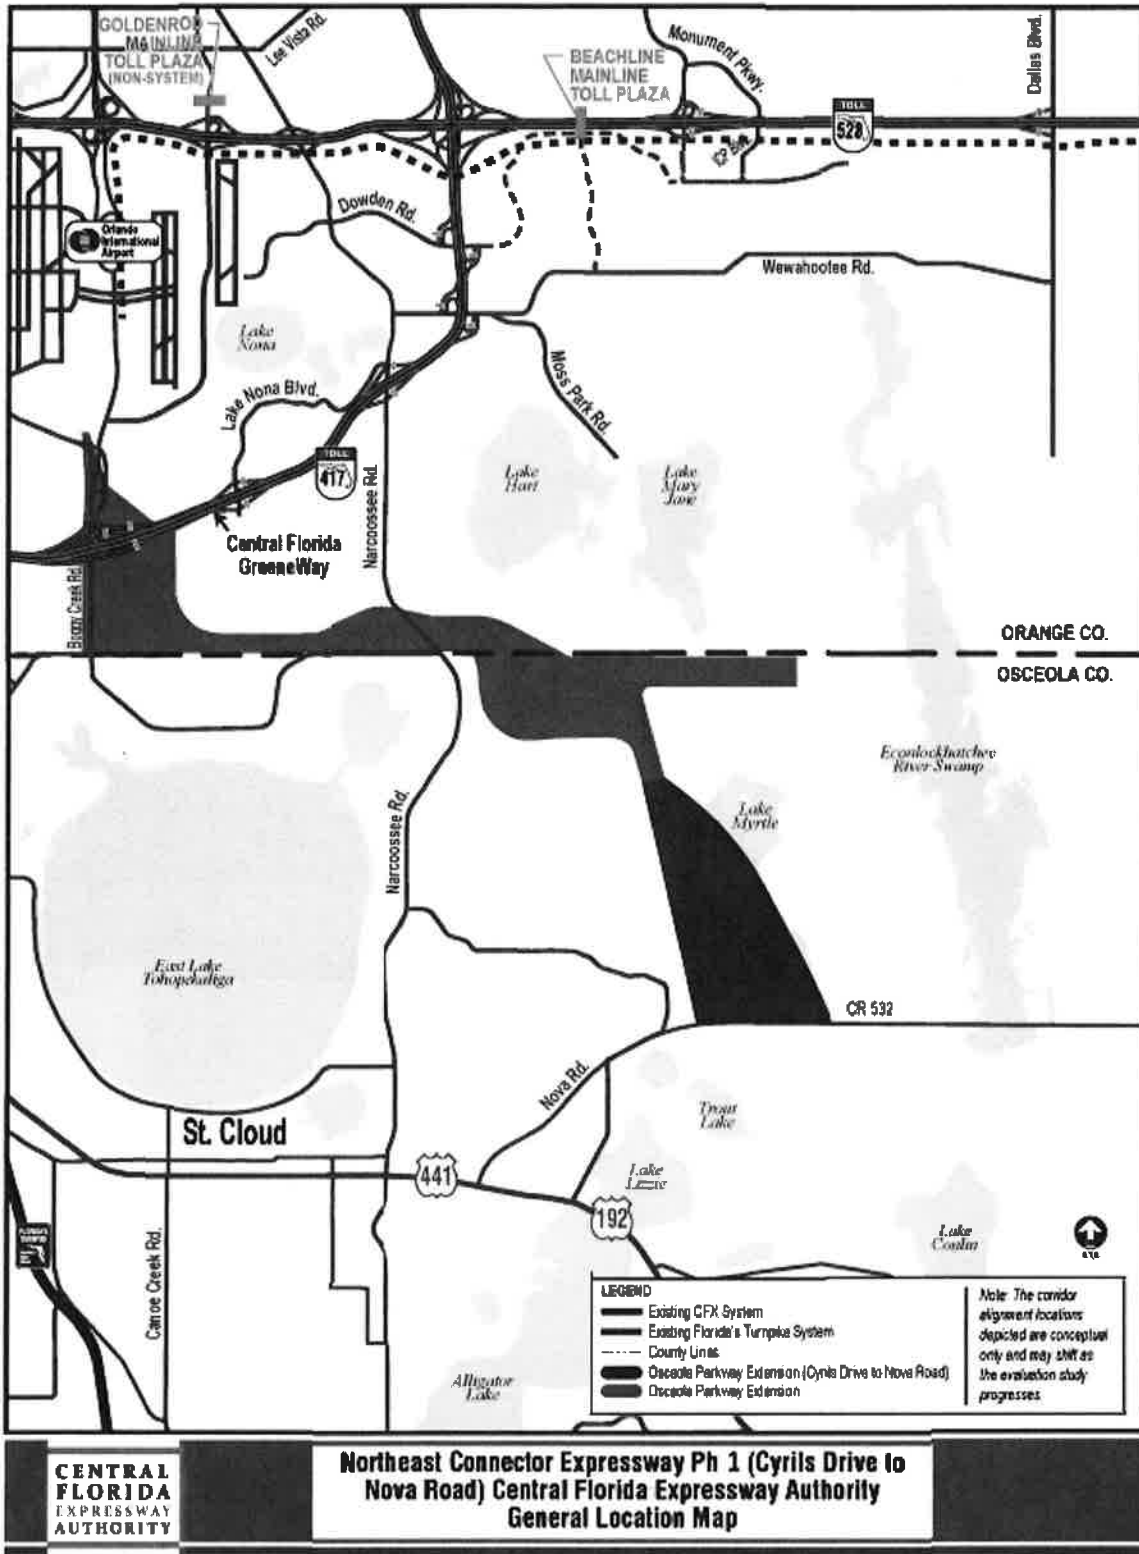 GOLDENROD
MAINLINE
TOLL PLAZA
(NON-SYSTEM)
Lee Vista Rd.
BEACHLINE
MAINLINE
TOLL PLAZA
Monument Pkwy.
Dallas Blvd.
TOLL
528
ICP Blvd.
Dowden Rd.
Orlando
International
Airport
Wewahootee Rd.
Lake
Nona
Lake Nona Blvd.
Moss Park Rd.
TOLL
417
Narcoossee Rd.
Lake
Hart
Lake
Mary
Jane
Central Florida
GreeneWay
Boggy Creek Rd.
ORANGE CO.
OSCEOLA CO.
Econlockhatchee
River Swamp
Lake
Myrtle
Narcoossee Rd.
East Lake
Tohopekaliga
CR 532
Nova Rd.
Trout
Lake
St. Cloud
441
Lake
Lizzie
192
Lake
Conlin
Canoe Creek Rd.
Alligator
Lake
N.T.S.
LEGEND
Existing CFX System
Existing Florida's Turnpike System
County Lines
Osceola Parkway Extension (Cyrils Drive to Nova Road)
Osceola Parkway Extension
Note: The corridor
alignment locations
depicted are conceptual
only and may shift as
the evaluation study
progresses.
CENTRAL
FLORIDA
EXPRESSWAY
AUTHORITY
Northeast Connector Expressway Ph 1 (Cyrils Drive to
Nova Road) Central Florida Expressway Authority
General Location Map